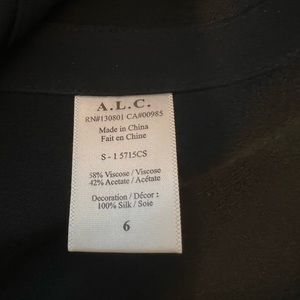 A.L.C.
RN#130801 CA#00985
Made in China
Fait en Chine
S - 1 5715CS
58% Viscose / Viscose
42% Acetate / Acétate
Decoration / Décor :
100% Silk / Soie
6